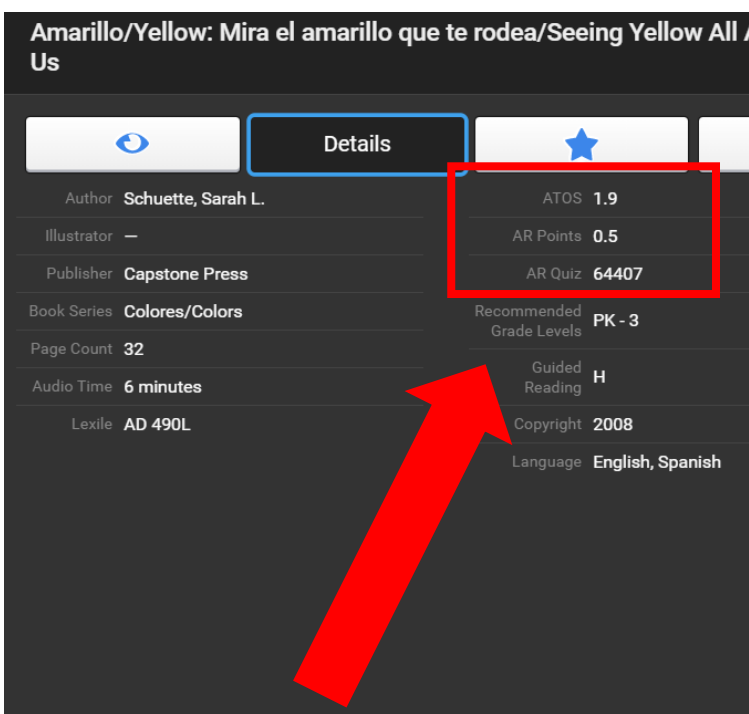 Amarillo/Yellow: Mira el amarillo que te rodea/Seeing Yellow All
Us
Details
Author Schuette, Sarah L.
Illustrator —
Publisher Capstone Press
Book Series Colores/Colors
Page Count 32
Audio Time 6 minutes
Lexile AD 490L
ATOS 1.9
AR Points 0.5
AR Quiz 64407
Recommended
Grade Levels PK - 3
Guided
Reading H
Copyright 2008
Language English, Spanish